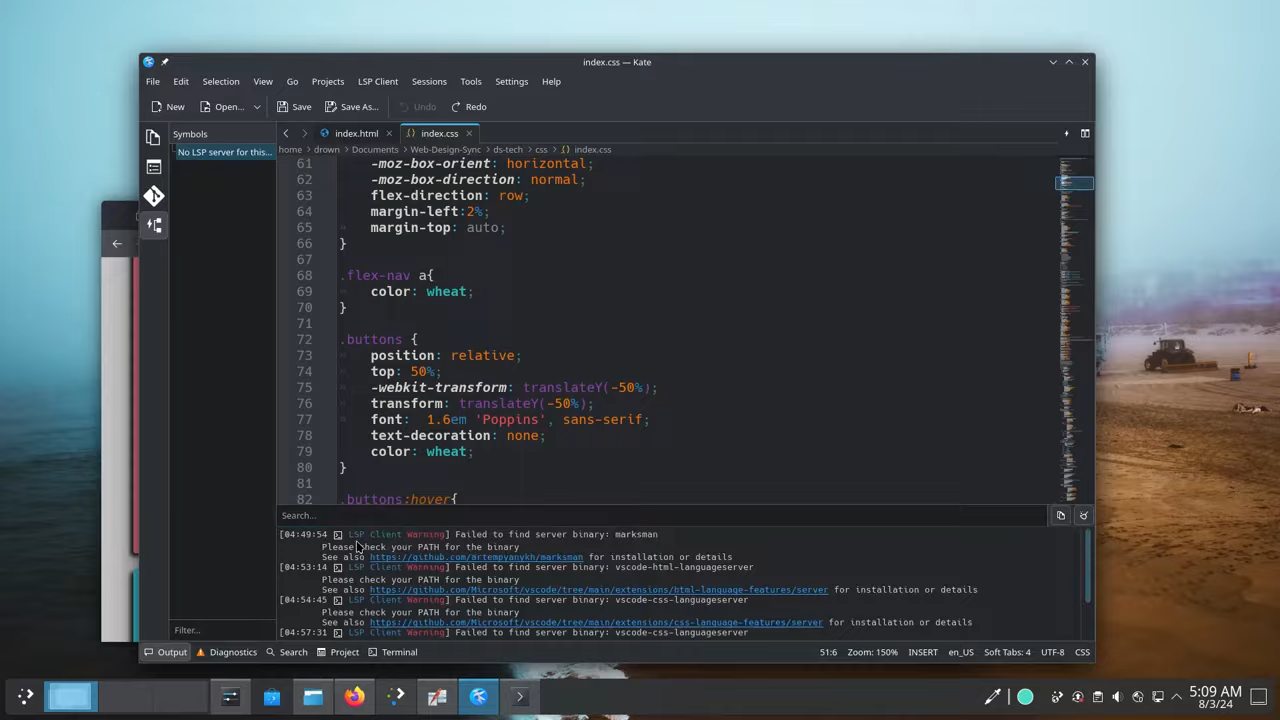 index.css — Kate
File Edit Selection View Go Projects LSP Client Sessions Tools Settings Help
New Open... Save Save As... Undo Redo
Symbols
index.html
index.css
No LSP server for this...
home drown Documents Web-Design-Sync ds-tech css index.css
61 -moz-box-orient: horizontal;
62 -moz-box-direction: normal;
63 flex-direction: row;
64 margin-left:2%;
65 margin-top: auto;
66 }
67
68 .flex-nav a{
69 color: wheat;
70 }
71
72 .buttons {
73 position: relative;
74 top: 50%;
75 -webkit-transform: translateY(-50%);
76 transform: translateY(-50%);
77 font: 1.6em 'Poppins', sans-serif;
78 text-decoration: none;
79 color: wheat;
80 }
81
82 .buttons:hover{
Search...
[04:49:54 LSP Client Warning] Failed to find server binary: marksman
Please check your PATH for the binary
See also https://github.com/artempyanykh/marksman for installation or details
[04:53:14 LSP Client Warning] Failed to find server binary: vscode-html-languageserver
Please check your PATH for the binary
See also https://github.com/Microsoft/vscode/tree/main/extensions/html-language-features/server for installation or details
[04:54:45 LSP Client Warning] Failed to find server binary: vscode-css-languageserver
Please check your PATH for the binary
See also https://github.com/Microsoft/vscode/tree/main/extensions/css-language-features/server for installation or details
[04:57:31 LSP Client Warning] Failed to find server binary: vscode-css-languageserver
Filter...
Output Diagnostics Search Project Terminal 51:6 Zoom: 150% INSERT en_US Soft Tabs: 4 UTF-8 CSS
5:09 AM
8/3/24